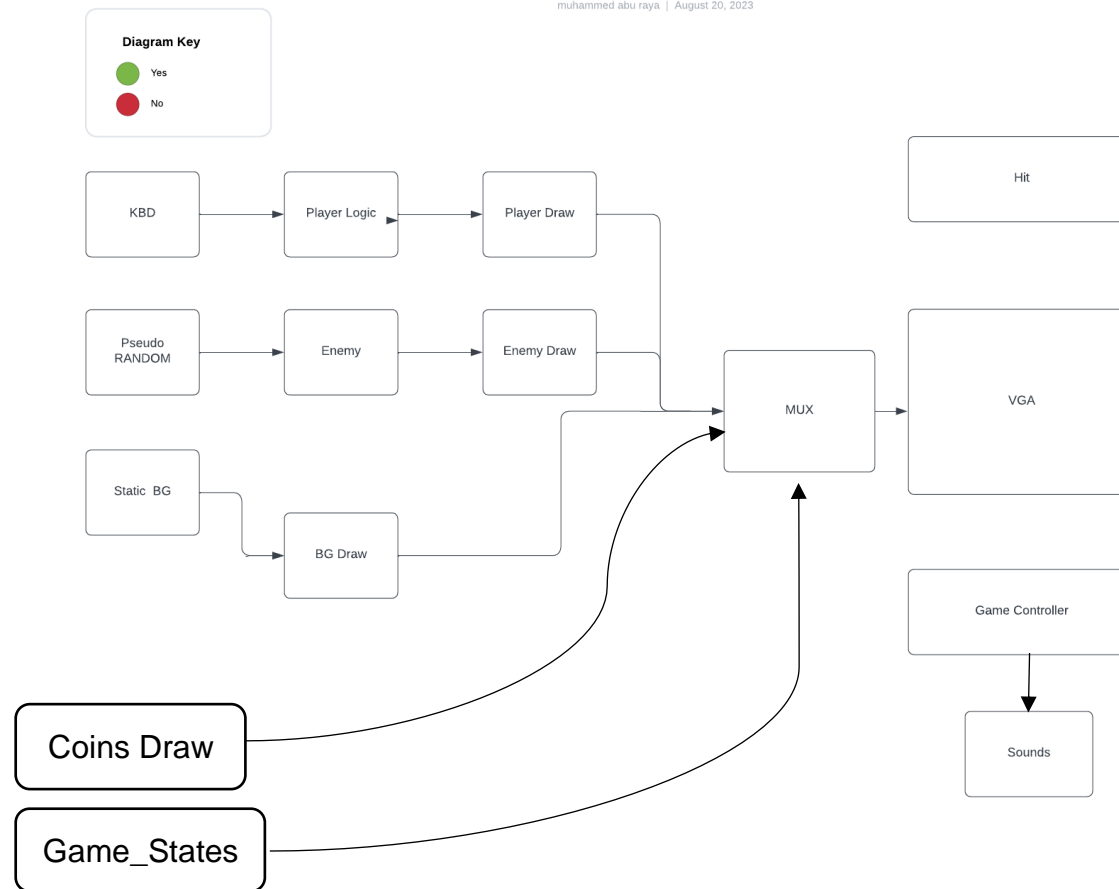 muhammed abu raya | August 20, 2023
Diagram Key
Yes
No
Hit
KBD
Player Logic
Player Draw
Pseudo
RANDOM
Enemy
Enemy Draw
MUX
VGA
Static BG
BG Draw
Game Controller
Coins Draw
Sounds
Game_States